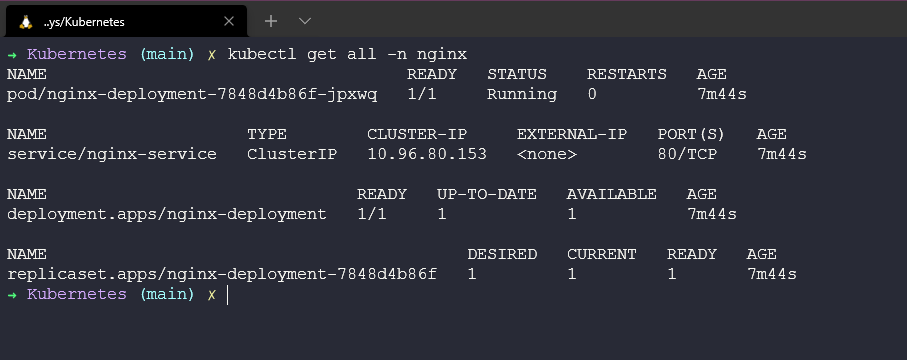 ..ys/Kubernetes
→ Kubernetes (main) ✗ kubectl get all -n nginx
NAME READY STATUS RESTARTS AGE
pod/nginx-deployment-7848d4b86f-jpxwq 1/1 Running 0 7m44s
NAME TYPE CLUSTER-IP EXTERNAL-IP PORT(S) AGE
service/nginx-service ClusterIP 10.96.80.153 <none> 80/TCP 7m44s
NAME READY UP-TO-DATE AVAILABLE AGE
deployment.apps/nginx-deployment 1/1 1 1 7m44s
NAME DESIRED CURRENT READY AGE
replicaset.apps/nginx-deployment-7848d4b86f 1 1 1 7m44s
→ Kubernetes (main) ✗